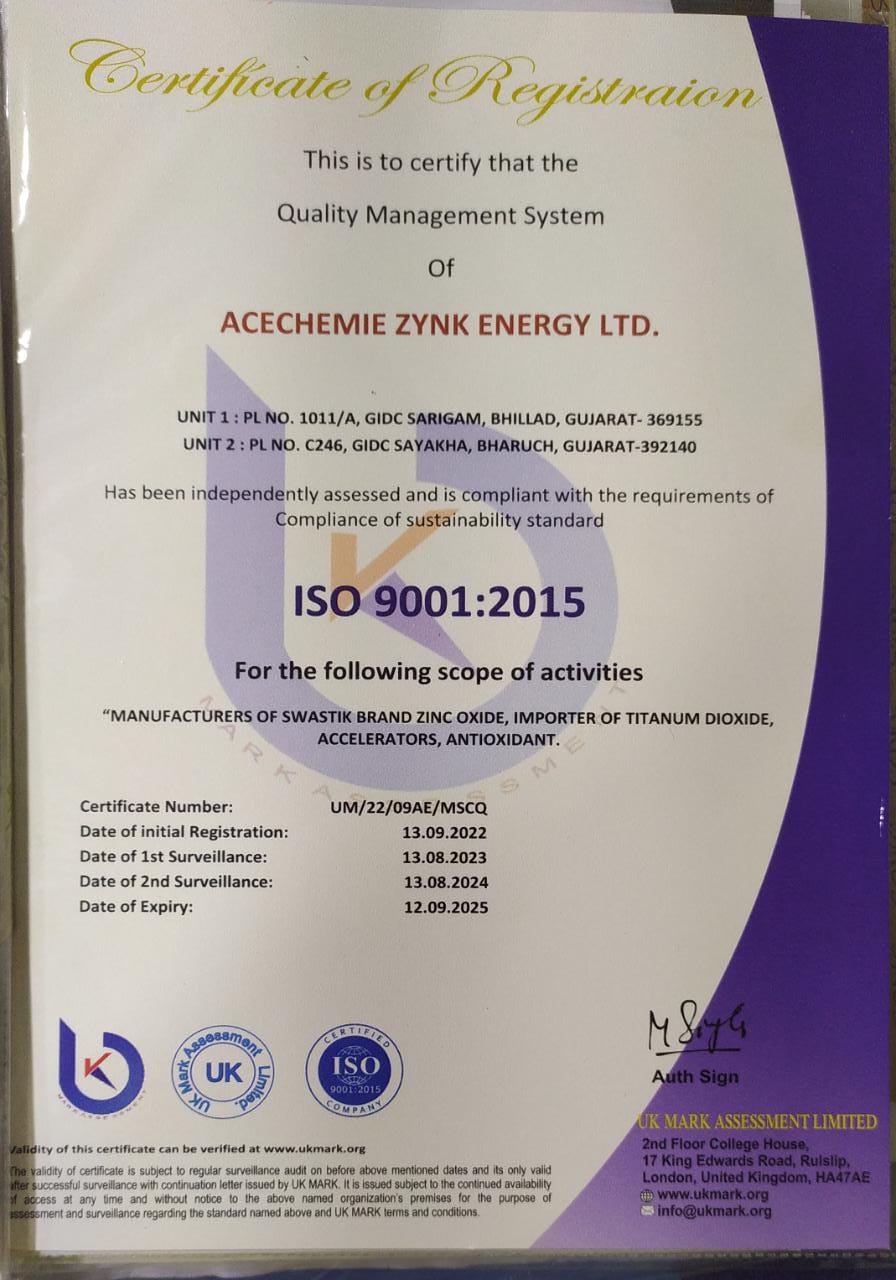 Certificate of Registraion
This is to certify that the
Quality Management System
Of
ACECHEMIE ZYNK ENERGY LTD.
UNIT 1 : PL NO. 1011/A, GIDC SARIGAM, BHILLAD, GUJARAT- 369155
UNIT 2 : PL NO. C246, GIDC SAYAKHA, BHARUCH, GUJARAT-392140
Has been independently assessed and is compliant with the requirements of
Compliance of sustainability standard
ISO 9001:2015
For the following scope of activities
“MANUFACTURERS OF SWASTIK BRAND ZINC OXIDE, IMPORTER OF TITANUM DIOXIDE,
ACCELERATORS, ANTIOXIDANT.
MARK ASSESSMENT
Certificate Number: UM/22/09AE/MSCQ
Date of initial Registration: 13.09.2022
Date of 1st Surveillance: 13.08.2023
Date of 2nd Surveillance: 13.08.2024
Date of Expiry: 12.09.2025
MARK ASSESSMENT
UK Mark Assessment Limited.
UK
CERTIFIED
ISO
9001:2015
COMPANY
Auth Sign
UK MARK ASSESSMENT LIMITED
2nd Floor College House,
17 King Edwards Road, Ruislip,
London, United Kingdom, HA47AE
www.ukmark.org
info@ukmark.org
Validity of this certificate can be verified at www.ukmark.org
The validity of certificate is subject to regular surveillance audit on before above mentioned dates and its only valid
after successful surveillance with continuation letter issued by UK MARK. It is issued subject to the continued availability
of access at any time and without notice to the above named organization's premises for the purpose of
assessment and surveillance regarding the standard named above and UK MARK terms and conditions.